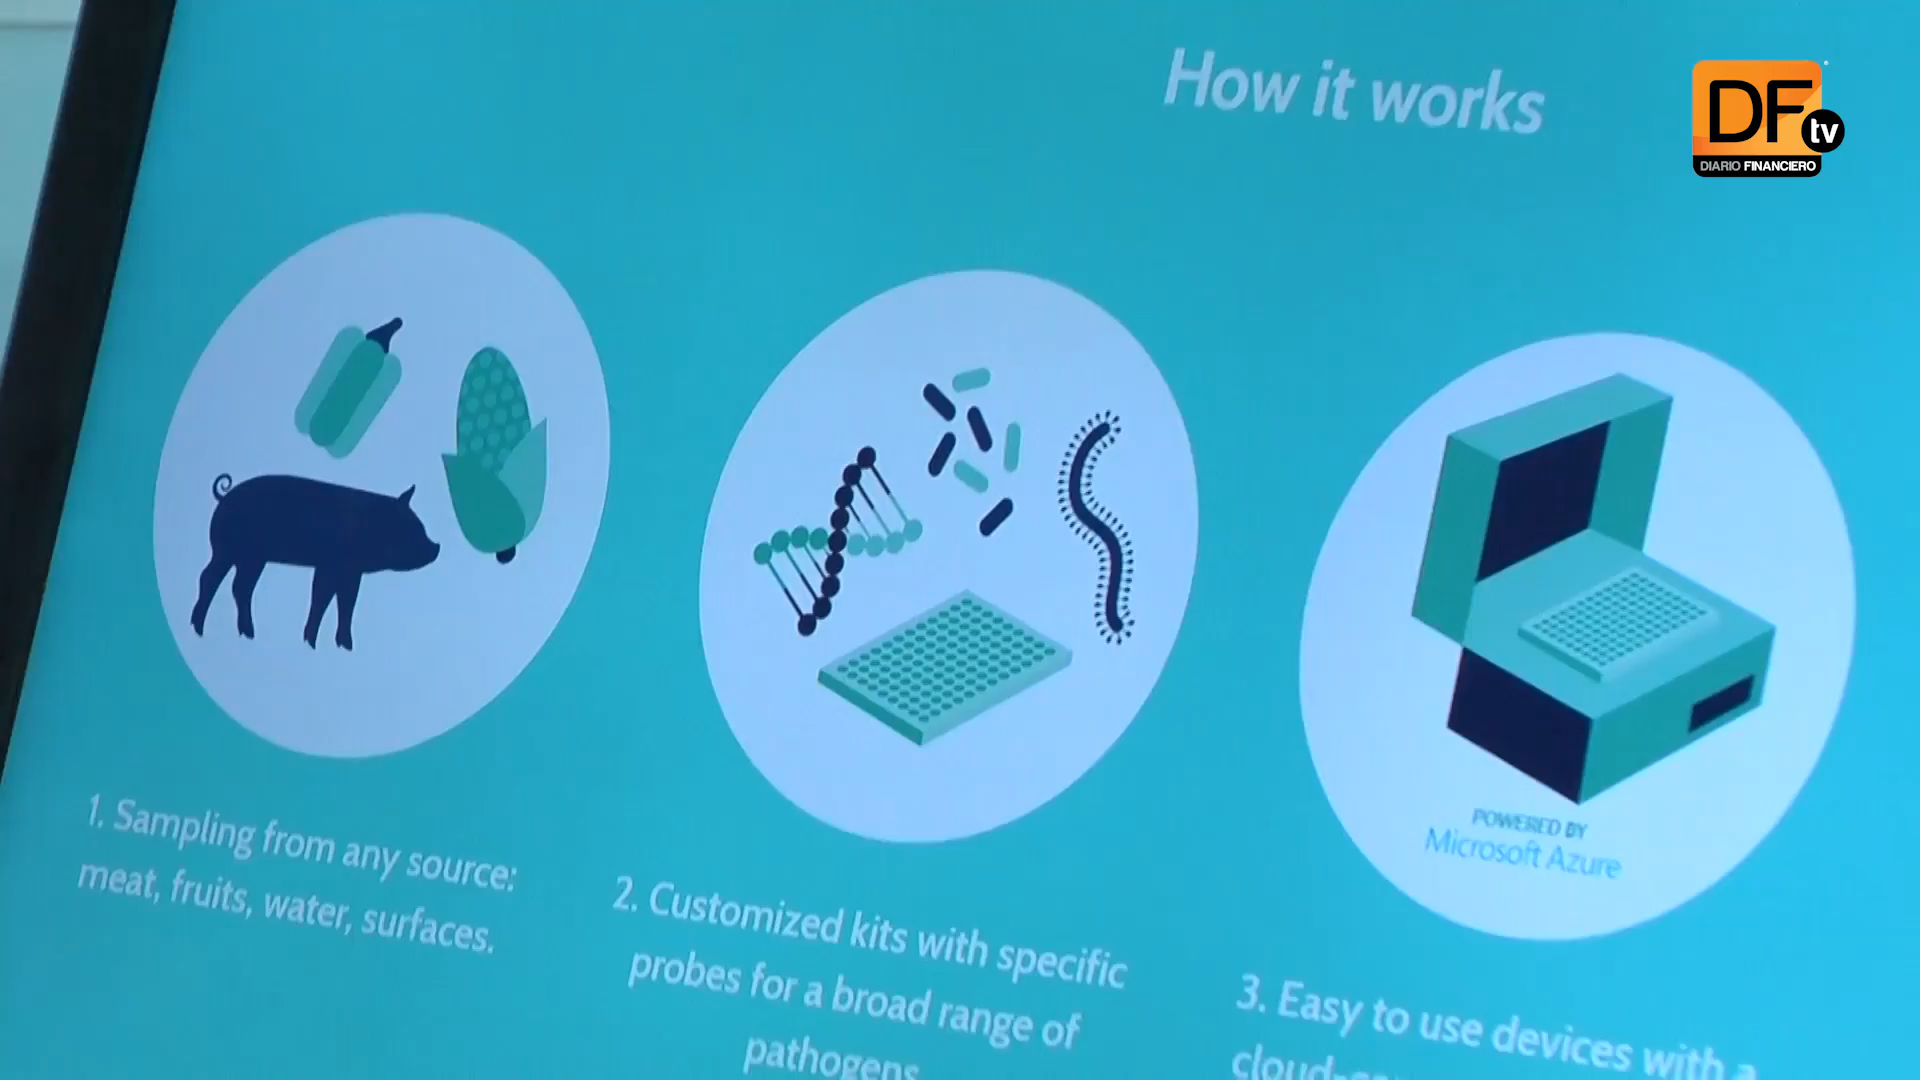 How it works
DF
tv
DIARIO FINANCIERO
1. Sampling from any source:
meat, fruits, water, surfaces.
2. Customized kits with specific
probes for a broad range of
pathogens
POWERED BY
Microsoft Azure
3. Easy to use devices with a